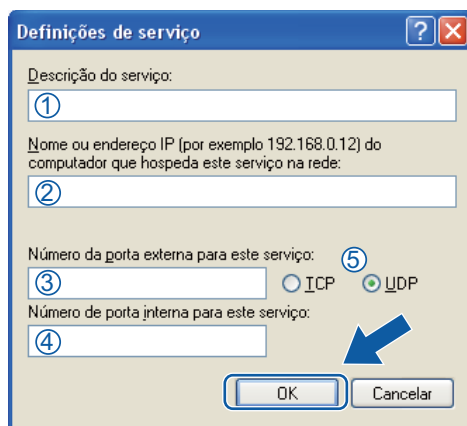 Definições de serviço
Descrição do serviço:
①
Nome ou endereço IP (por exemplo 192.168.0.12) do
computador que hospeda este serviço na rede:
②
Número da porta externa para este serviço:
③ TCP ⑤ UDP
Número de porta interna para este serviço:
④
OK Cancelar